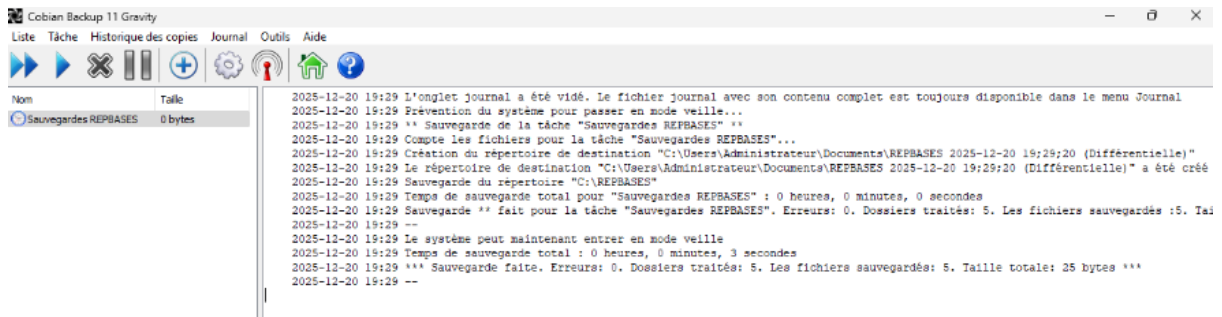 Cobian Backup 11 Gravity
Liste Tâche Historique des copies Journal Outils Aide
Nom Taille
Sauvegardes REPBASES 0 bytes
2025-12-20 19:29 L'onglet journal a été vidé. Le fichier journal avec son contenu complet est toujours disponible dans le menu Journal
2025-12-20 19:29 Prévention du système pour passer en mode veille...
2025-12-20 19:29 ** Sauvegarde de la tâche "Sauvegardes REPBASES" **
2025-12-20 19:29 Compte les fichiers pour la tâche "Sauvegardes REPBASES"...
2025-12-20 19:29 Création du répertoire de destination "C:\Users\Administrateur\Documents\REPBASES 2025-12-20 19;29;20 (Différentielle)"
2025-12-20 19:29 Le répertoire de destination "C:\Users\Administrateur\Documents\REPBASES 2025-12-20 19;29;20 (Différentielle)" a été créé
2025-12-20 19:29 Sauvegarde du répertoire "C:\REPBASES"
2025-12-20 19:29 Temps de sauvegarde total pour "Sauvegardes REPBASES" : 0 heures, 0 minutes, 0 secondes
2025-12-20 19:29 Sauvegarde ** fait pour la tâche "Sauvegardes REPBASES". Erreurs: 0. Dossiers traités: 5. Les fichiers sauvegardés :5. Tai
2025-12-20 19:29 --
2025-12-20 19:29 Le système peut maintenant entrer en mode veille
2025-12-20 19:29 Temps de sauvegarde total : 0 heures, 0 minutes, 3 secondes
2025-12-20 19:29 *** Sauvegarde faite. Erreurs: 0. Dossiers traités: 5. Les fichiers sauvegardés: 5. Taille totale: 25 bytes ***
2025-12-20 19:29 --